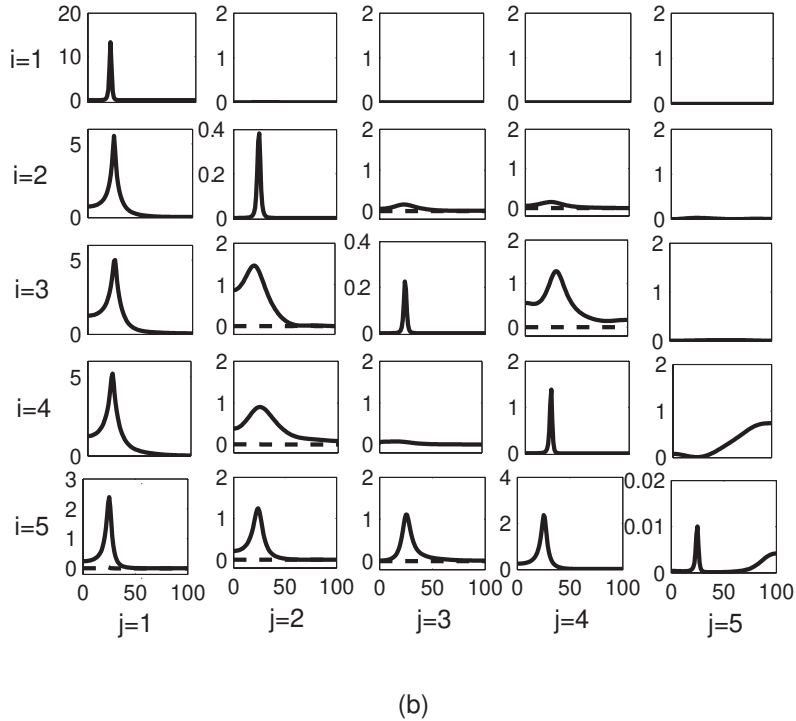 20 2 2 2 2
i=1 10 1 1 1 1
0 0 0 0 0
5 0.4 2 2 2
i=2 0.2 1 1 1
0 0 0 0 0
5 2 0.4 2 2
i=3 1 0.2 1 1
0 0 0 0 0
5 2 2 2 2
i=4 1 1 1 1
0 0 0 0 0
3 2 2 4 0.02
i=5 2 1 1 2 0.01
1
0 0 0 0 0
0 50 100 0 50 100 0 50 100 0 50 100 0 50 100
j=1 j=2 j=3 j=4 j=5
(b)